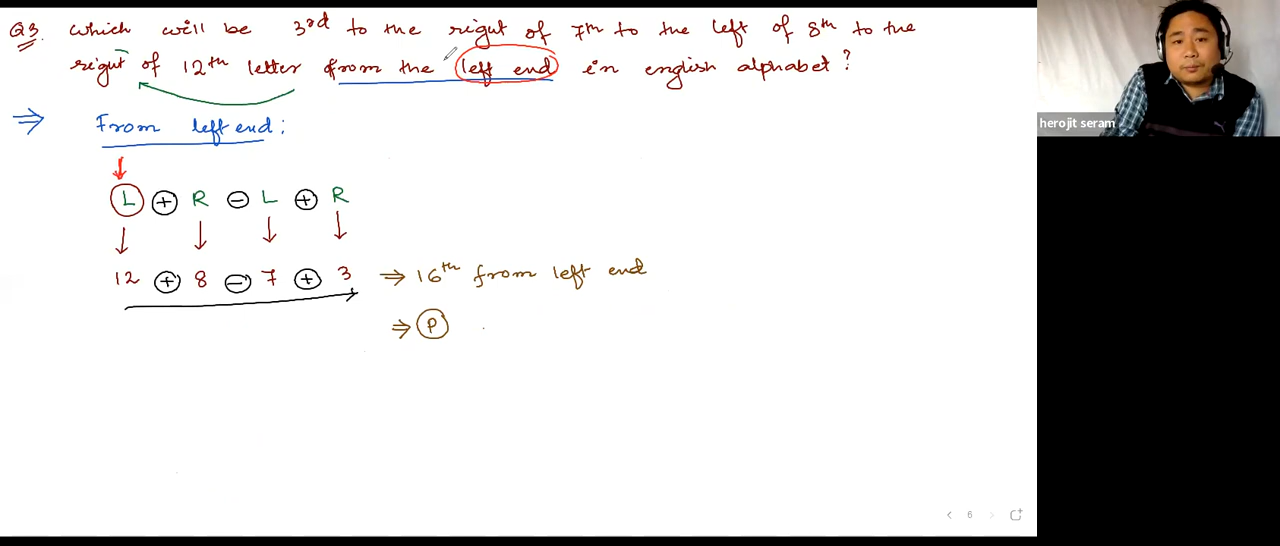 Q3. Which will be 3rd to the right of 7th to the left of 8th to the
right of 12th letter from the left end in english alphabet?
⇒ From left end:
L + R - L + R
12 + 8 - 7 + 3 ⇒ 16th from left end
⇒ P
herojit seram
6